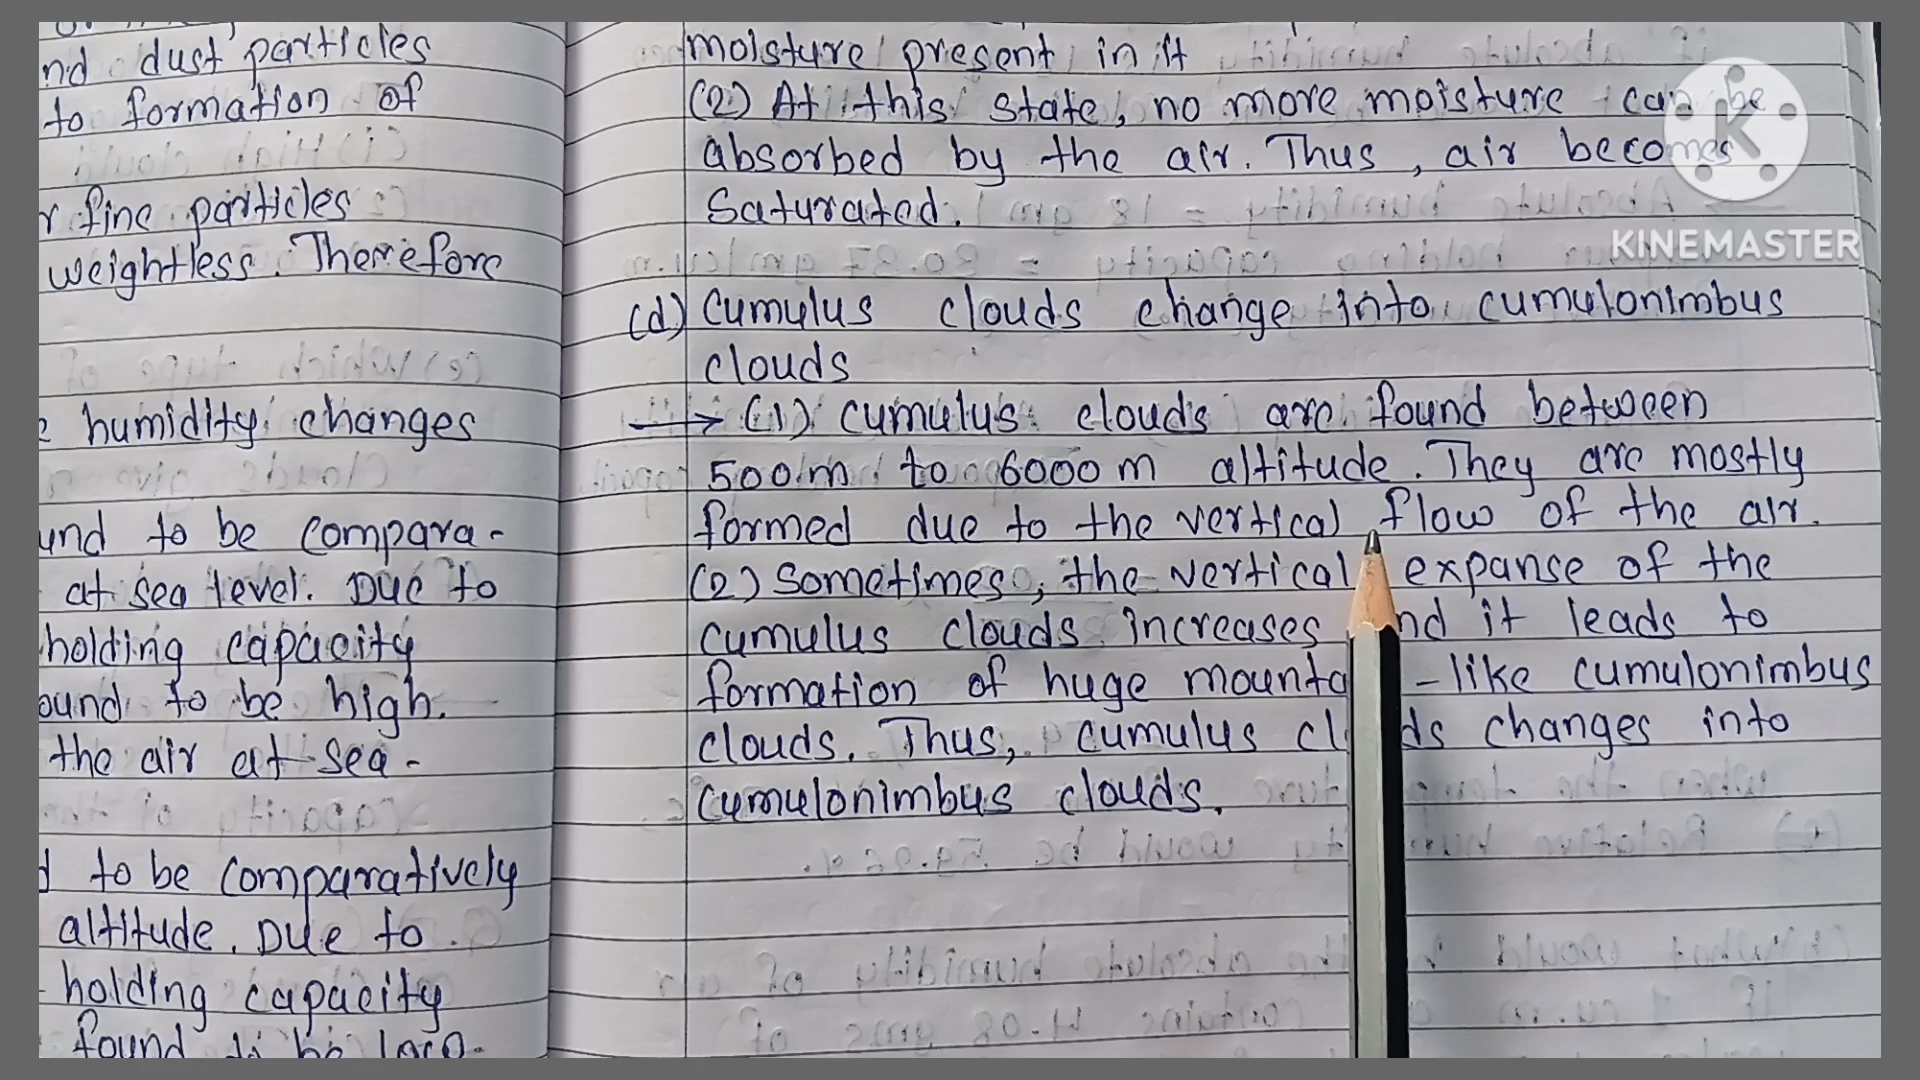 nd dust particles
to formation of
r fine particles
weightless. Therefore
humidity changes
und to be compara-
at sea level. Due to
holding capacity
ound to be high.
the air at sea-
to be comparatively
altitude. Due to
holding capacity
found
moisture present in it
(2) At this state, no more moisture can be
absorbed by the air. Thus, air becomes
saturated.
(d) Cumulus clouds change into cumulonimbus
clouds
→ (1) Cumulus clouds are found between
500m to 6000m altitude. They are mostly
formed due to the vertical flow of the air.
(2) Sometimes, the vertical expanse of the
cumulus clouds increases nd it leads to
formation of huge mounta -like cumulonimbus
clouds. Thus, cumulus cl ds changes into
cumulonimbus clouds.
KINEMASTER